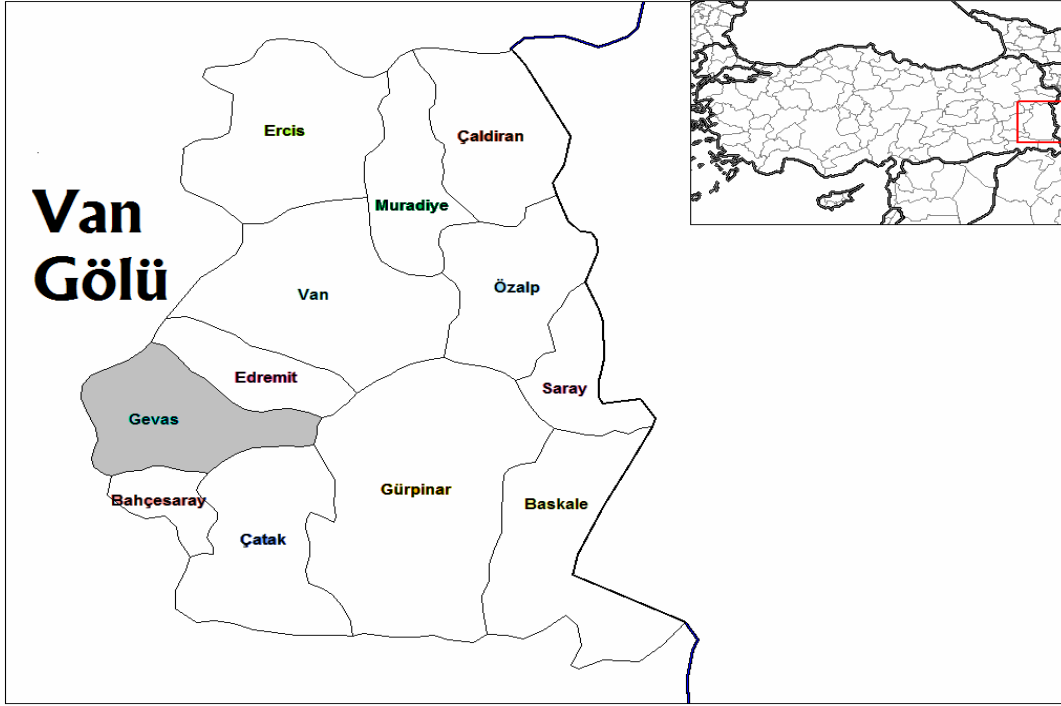 Ercis
Çaldiran
Van
Gölü
Muradiye
Van
Özalp
Edremit
Saray
Gevas
Bahçesaray
Gürpinar
Baskale
Çatak